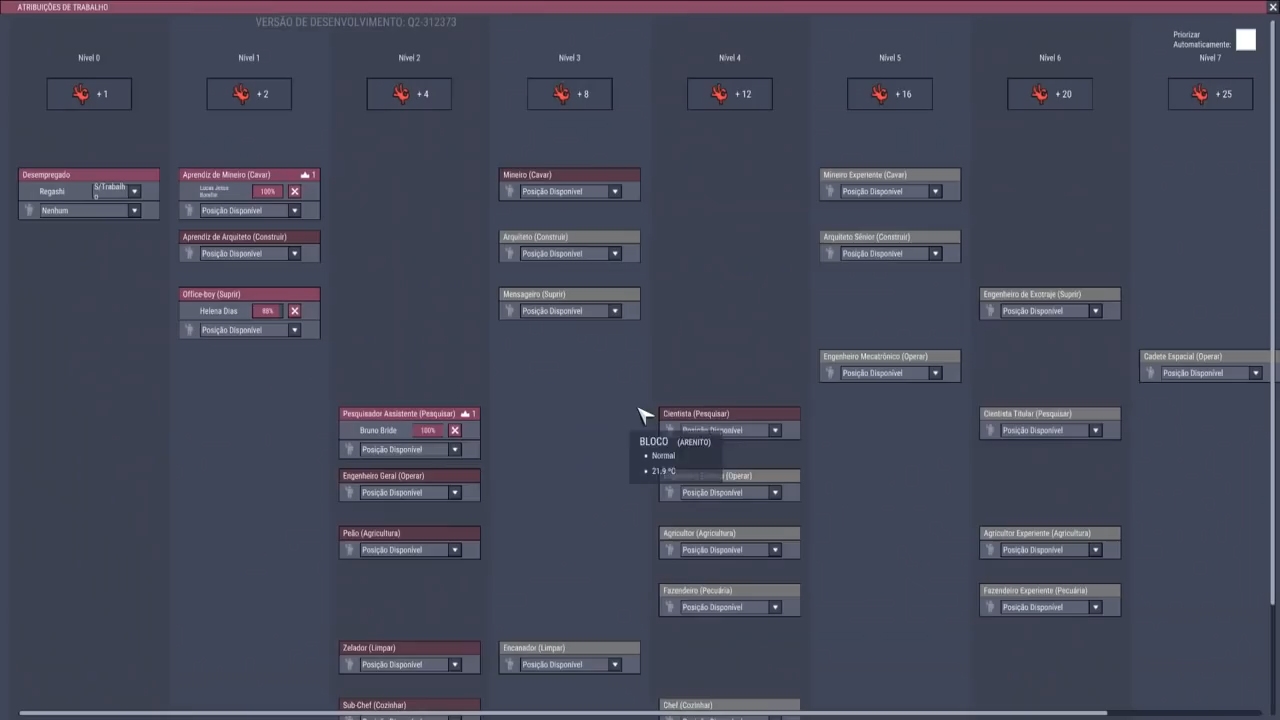 ATRIBUIÇÕES DE TRABALHO
VERSÃO DE DESENVOLVIMENTO: Q2-312373
Priorizar
Automaticamente:
Nível 0 Nível 1 Nível 2 Nível 3 Nível 4 Nível 5 Nível 6 Nível 7
+ 1 + 2 + 4 + 8 + 12 + 16 + 20 + 25
Desempregado Aprendiz de Mineiro (Cavar) 1 Mineiro (Cavar) Mineiro Experiente (Cavar)
Regashi S/Trabalh 100% Posição Disponível Posição Disponível
Nenhum Posição Disponível
Aprendiz de Arquiteto (Construir) Arquiteto (Construir) Arquiteto Sênior (Construir)
Posição Disponível Posição Disponível Posição Disponível
Office-boy (Suprir) Mensageiro (Suprir) Engenheiro de Exotraje (Suprir)
Helena Dias 88% Posição Disponível Posição Disponível
Posição Disponível
Engenheiro Mecatrônico (Operar) Cadete Espacial (Operar)
Posição Disponível Posição Disponível
Pesquisador Assistente (Pesquisar) 1 Cientista (Pesquisar) Cientista Titular (Pesquisar)
Bruno Bride 100% Posição Disponível Posição Disponível
BLOCO (ARENITO)
Posição Disponível • Normal
• 21.9 ºC
Engenheiro Geral (Operar) (Operar)
Posição Disponível Posição Disponível
Peão (Agricultura) Agricultor (Agricultura) Agricultor Experiente (Agricultura)
Posição Disponível Posição Disponível Posição Disponível
Fazendeiro (Pecuária) Fazendeiro Experiente (Pecuária)
Posição Disponível Posição Disponível
Zelador (Limpar) Encanador (Limpar)
Posição Disponível Posição Disponível
Sub-Chef (Cozinhar) Chef (Cozinhar)